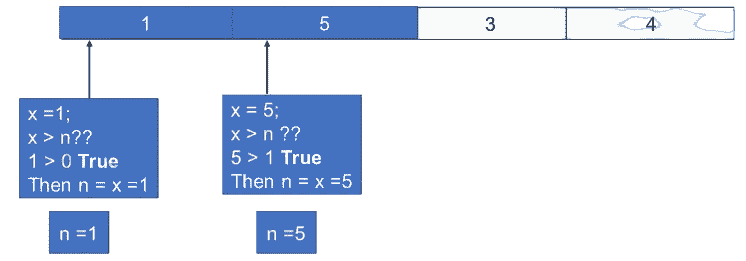 1 5 3 4
x =1;
x > n??
1 > 0 True
Then n = x =1
x = 5;
x > n ??
5 > 1 True
Then n = x =5
n =1
n =5